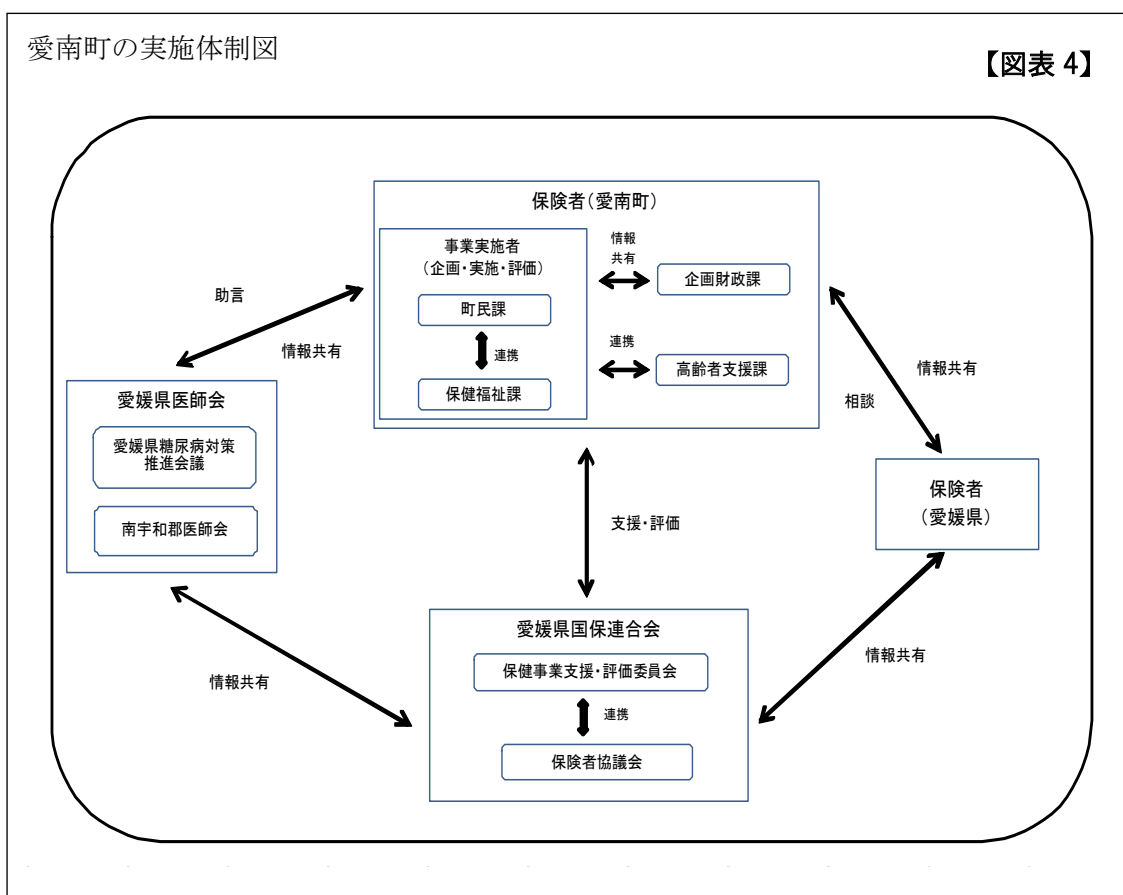 愛南町の実施体制図
【図表 4】
保険者(愛南町)
事業実施者
(企画・実施・評価)
町民課
連携
保健福祉課
情報
共有
企画財政課
連携
高齢者支援課
助言
情報共有
愛媛県医師会
愛媛県糖尿病対策
推進会議
南宇和郡医師会
情報共有
相談
保険者
(愛媛県)
支援・評価
愛媛県国保連合会
保健事業支援・評価委員会
連携
保険者協議会
情報共有
情報共有